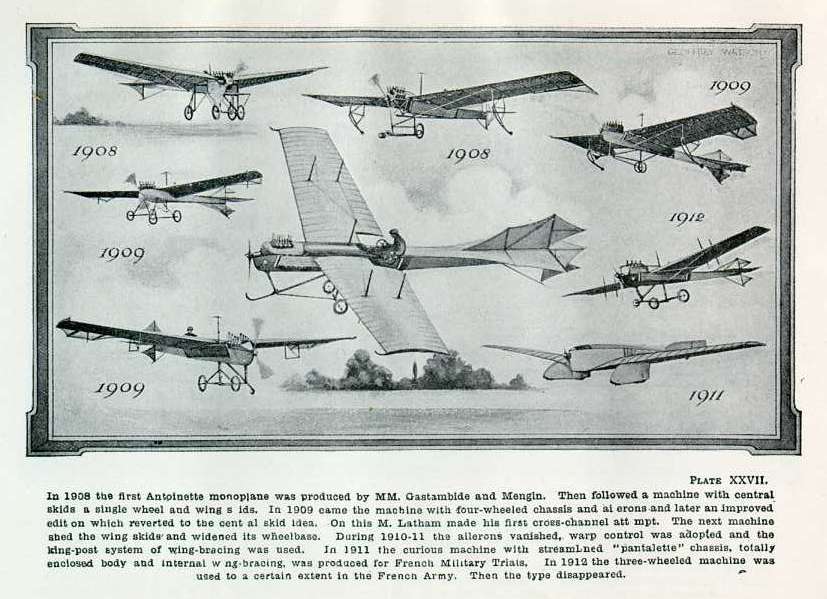 GEOFFREY WATSON
1909
1908
1908
1912
1909
1909
1911
PLATE XXVII.
In 1908 the first Antoinette monoplane was produced by MM. Gastambide and Mengin. Then followed a machine with central
skids a single wheel and wing s ids. In 1909 came the machine with four-wheeled chassis and ai erons and later an improved
edit on which reverted to the cent al skid idea. On this M. Latham made his first cross-channel att mpt. The next machine
shed the wing skids and widened its wheelbase. During 1910-11 the ailerons vanished, warp control was adopted and the
king-post system of wing-bracing was used. In 1911 the curious machine with streamlned "pantalette" chassis, totally
enclosed body and internal w ng-bracing, was produced for French Military Trials. In 1912 the three-wheeled machine was
used to a certain extent in the French Army. Then the type disappeared.